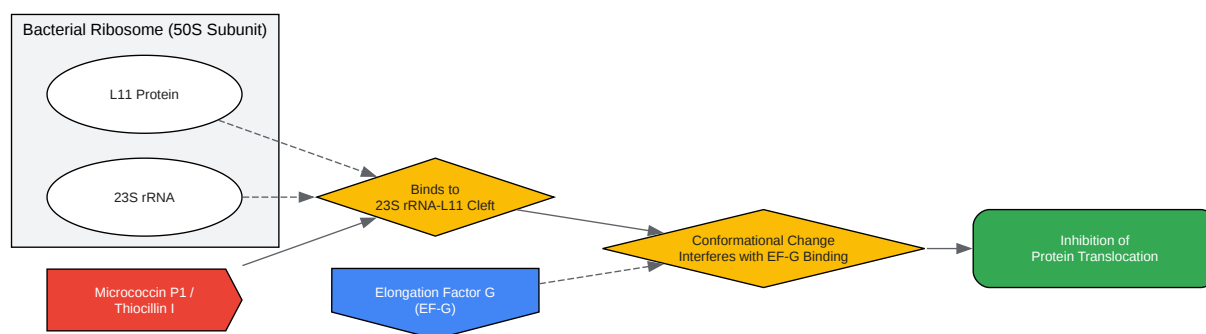 Bacterial Ribosome (50S Subunit)
L11 Protein
23S rRNA
Binds to
23S rRNA-L11 Cleft
Micrococcin P1 /
Thiocillin I
Elongation Factor G
(EF-G)
Conformational Change
Interferes with EF-G Binding
Inhibition of
Protein Translocation